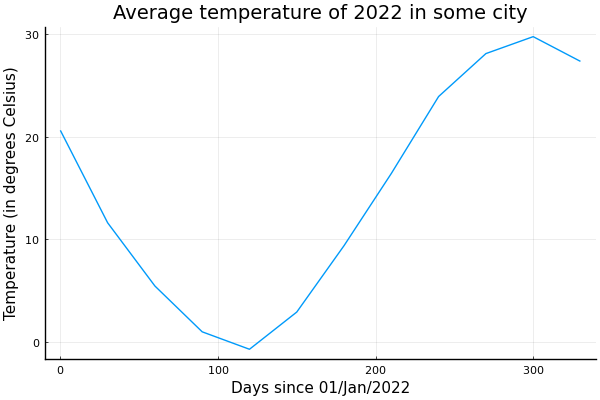 Average temperature of 2022 in some city
Temperature (in degrees Celsius)
30
20
10
0
0
100
200
300
Days since 01/Jan/2022